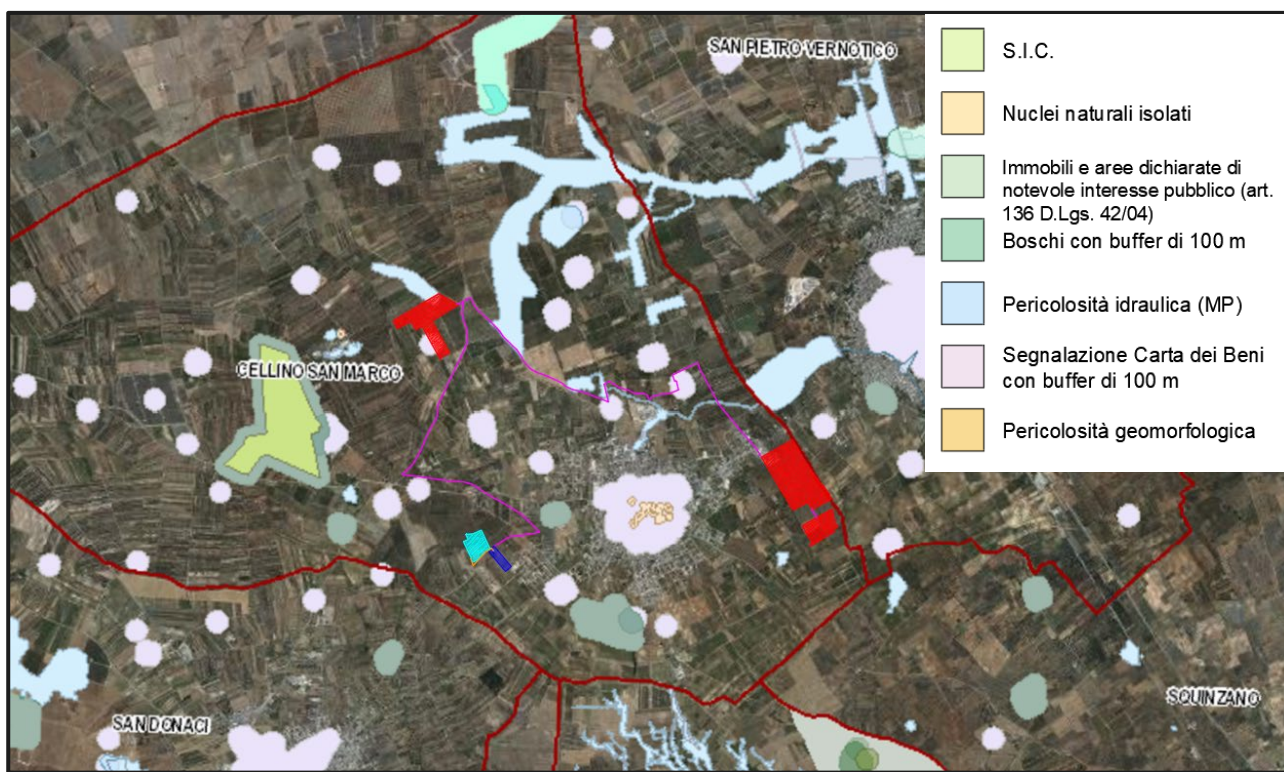 SAN PIETRO VERNOTICO
CELLINO SAN MARCO
SAN DONACI
SQUINZANO
S.I.C.
Nuclei naturali isolati
Immobili e aree dichiarate di
notevole interesse pubblico (art.
136 D.Lgs. 42/04)
Boschi con buffer di 100 m
Pericolosità idraulica (MP)
Segnalazione Carta dei Beni
con buffer di 100 m
Pericolosità geomorfologica